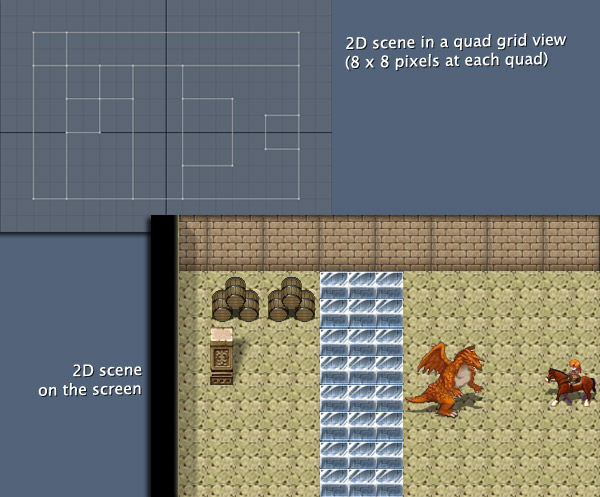 2D scene in a quad grid view
(8 x 8 pixels at each quad)
2D scene
on the screen